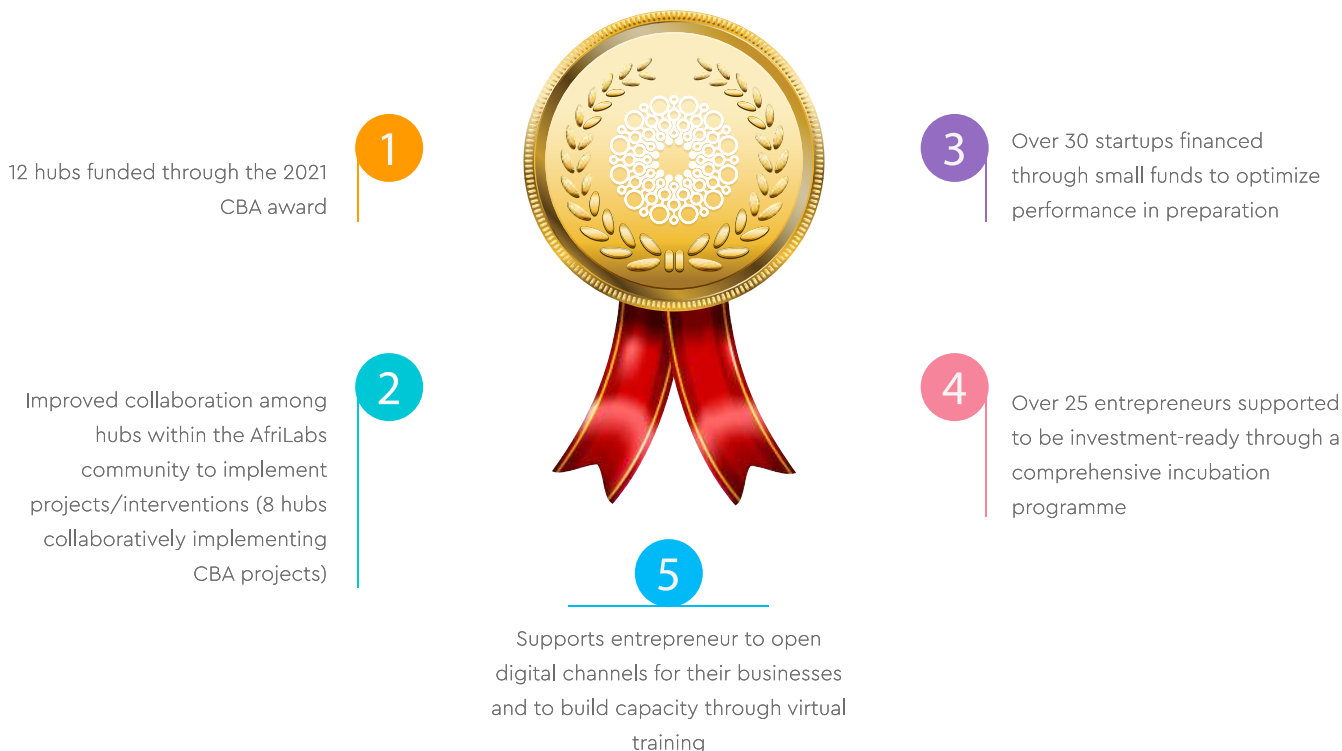 1
12 hubs funded through the 2021
CBA award
2
Improved collaboration among
hubs within the AfriLabs
community to implement
projects/interventions (8 hubs
collaboratively implementing
CBA projects)
3
Over 30 startups financed
through small funds to optimize
performance in preparation
4
Over 25 entrepreneurs supported
to be investment-ready through a
comprehensive incubation
programme
5
Supports entrepreneur to open
digital channels for their businesses
and to build capacity through virtual
training